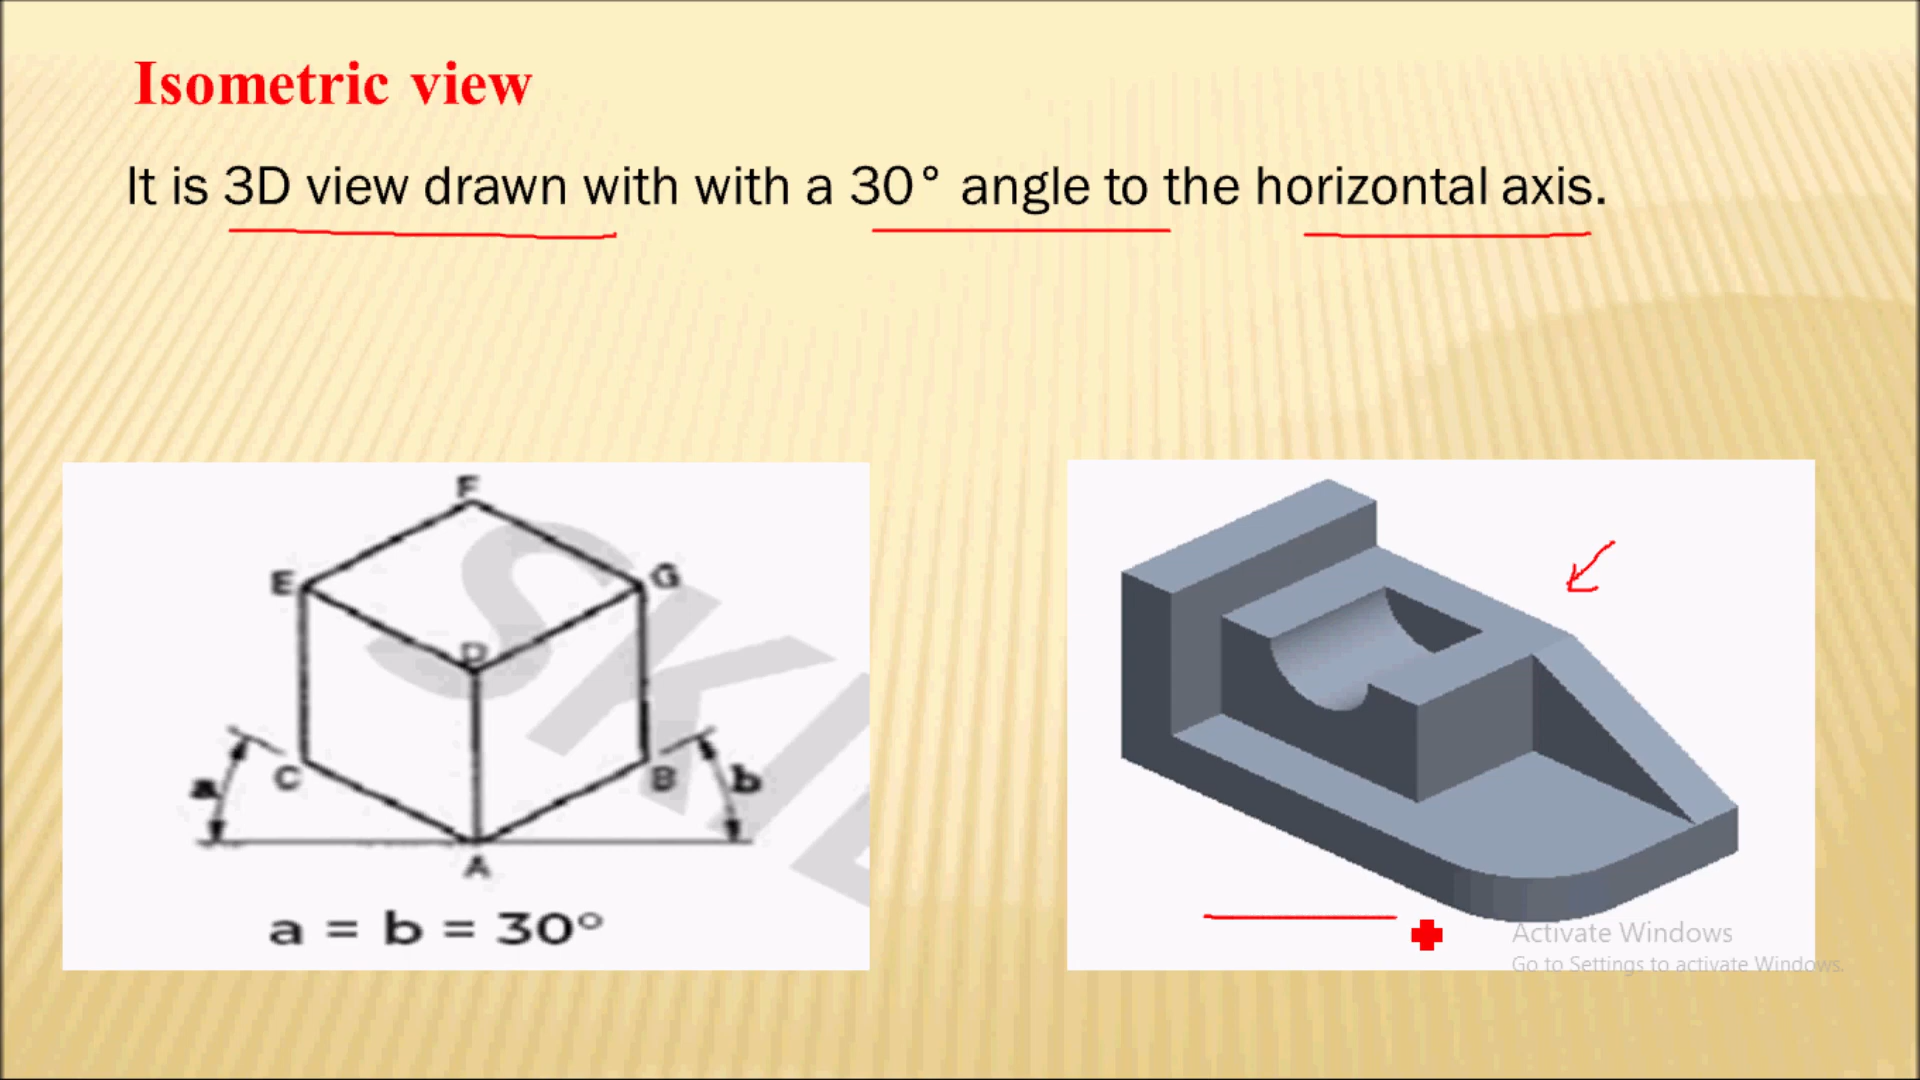 Isometric view
It is 3D view drawn with with a 30° angle to the horizontal axis.
F
E
G
D
C
B
a
b
A
a = b = 30°
SKE
Activate Windows
Go to Settings to activate Windows.